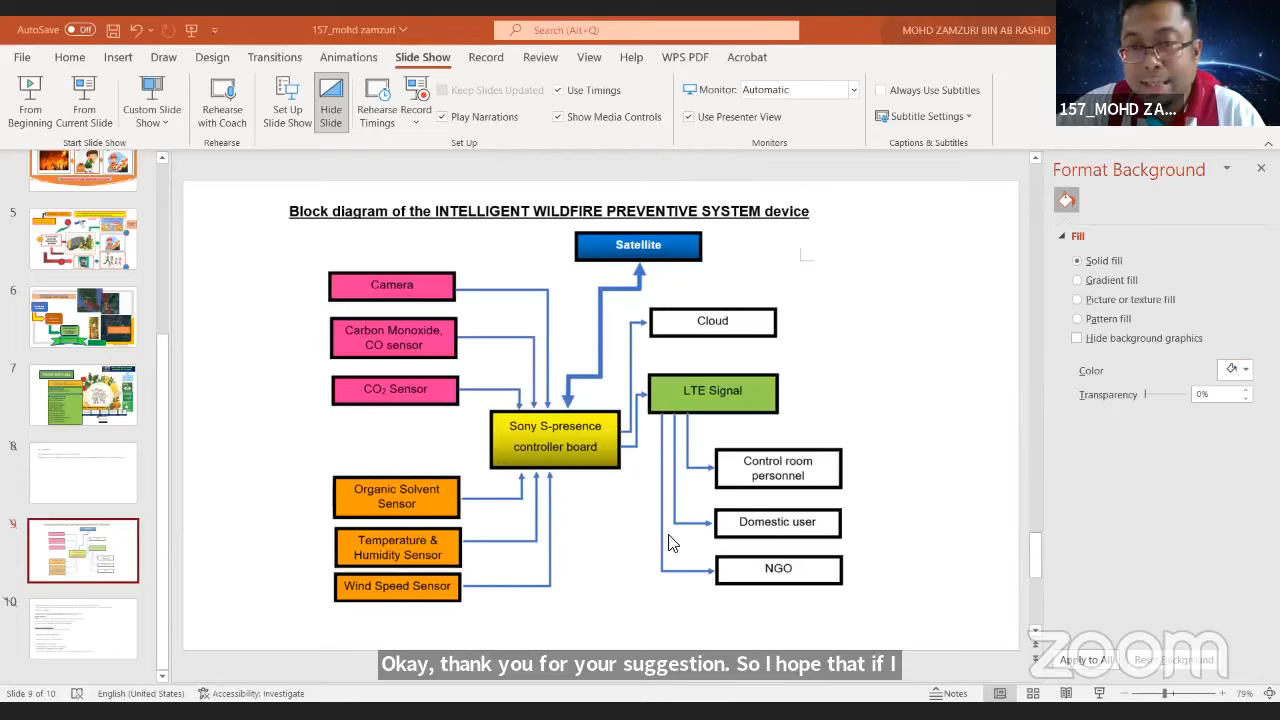 AutoSave Off 157_mohd zamzuri Search (Alt+Q) MOHD ZAMZURI BIN AB RASHID
File Home Insert Draw Design Transitions Animations Slide Show Record Review View Help WPS PDF Acrobat
From Beginning
From Current Slide
Custom Slide Show
Start Slide Show
Rehearse with Coach
Rehearse
Set Up Slide Show
Hide Slide
Rehearse Timings
Record
Keep Slides Updated
Use Timings
Play Narrations
Show Media Controls
Set Up
Monitor: Automatic
Use Presenter View
Monitors
Always Use Subtitles
Subtitle Settings
Captions & Subtitles
157_MOHD ZA...
5
6
7
8
9
10
Block diagram of the INTELLIGENT WILDFIRE PREVENTIVE SYSTEM device
Satellite
Camera
Carbon Monoxide,
CO sensor
CO₂ Sensor
Cloud
LTE Signal
Sony S-presence
controller board
Organic Solvent
Sensor
Temperature &
Humidity Sensor
Wind Speed Sensor
Control room
personnel
Domestic user
NGO
Format Background
Fill
Solid fill
Gradient fill
Picture or texture fill
Pattern fill
Hide background graphics
Color
Transparency 0%
Apply to All Reset Background
zoom
Okay, thank you for your suggestion. So I hope that if I
Slide 9 of 10 English (United States) Accessibility: Investigate Notes 79%